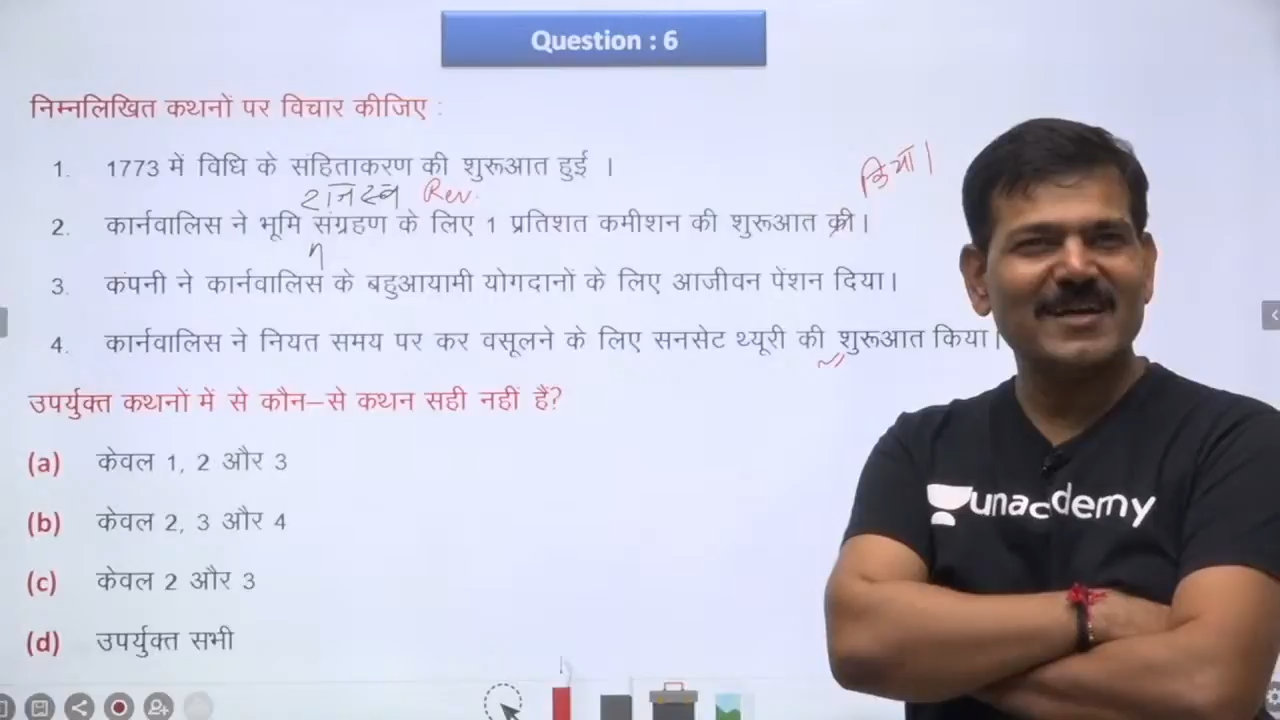 Question : 6
निम्नलिखित कथनों पर विचार कीजिए :
1. 1773 में विधि के संहिताकरण की शुरूआत हुई ।
राजस्व Rev.
किया।
2. कार्नवालिस ने भूमि संग्रहण के लिए 1 प्रतिशत कमीशन की शुरूआत की।
3. कंपनी ने कार्नवालिस के बहुआयामी योगदानों के लिए आजीवन पेंशन दिया।
4. कार्नवालिस ने नियत समय पर कर वसूलने के लिए सनसेट थ्यूरी की शुरूआत किया।
उपर्युक्त कथनों में से कौन–से कथन सही नहीं हैं?
(a) केवल 1, 2 और 3
(b) केवल 2, 3 और 4
(c) केवल 2 और 3
(d) उपर्युक्त सभी
unacademy